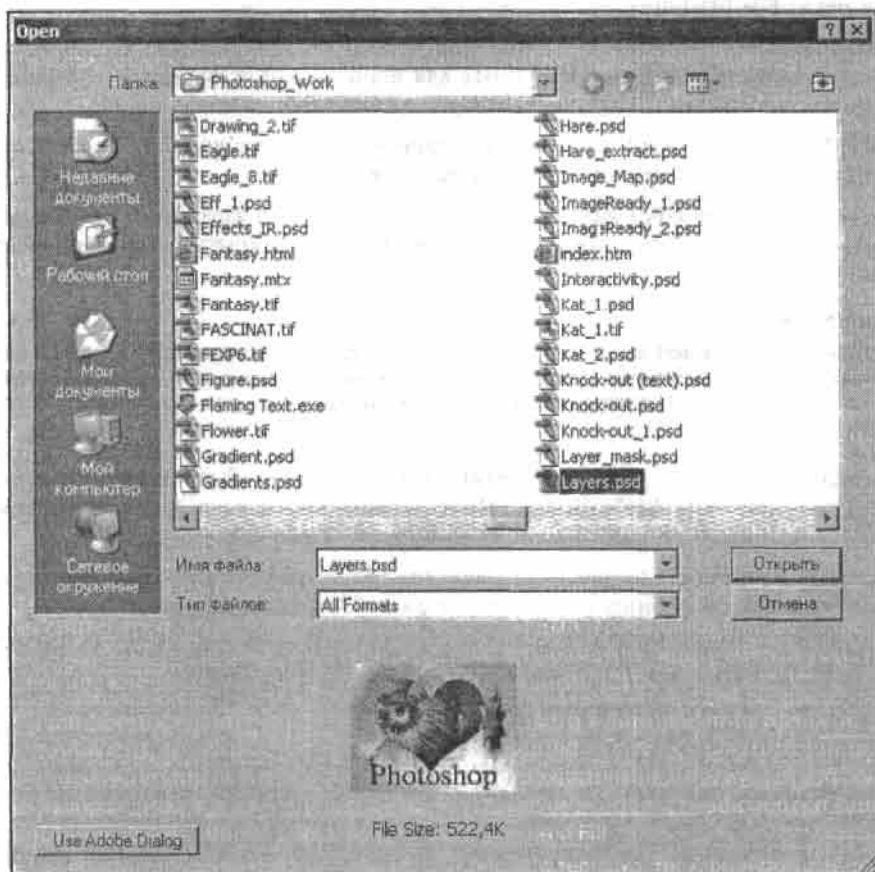 Open
Папка:
Photoshop_Work
Недавние
документы
Рабочий стол
Мои
документы
Мой
компьютер
Сетевое
окружение
Drawing_2.tif
Eagle.tif
Eagle_8.tif
Eff_1.psd
Effects_IR.psd
Fantasy.html
Fantasy.mtx
Fantasy.tif
FASCINAT.tif
FEXP6.tif
Figure.psd
Flaming Text.exe
Flower.tif
Gradient.psd
Gradients.psd
Hare.psd
Hare_extract.psd
Image_Map.psd
ImageReady_1.psd
ImageReady_2.psd
index.htm
Interactivity.psd
Kat_1.psd
Kat_1.tif
Kat_2.psd
Knock-out (text).psd
Knock-out.psd
Knock-out_1.psd
Layer_mask.psd
Layers.psd
Имя файла:
Layers.psd
Открыть
Тип файлов:
All Formats
Отмена
Photoshop
File Size: 522,4K
Use Adobe Dialog